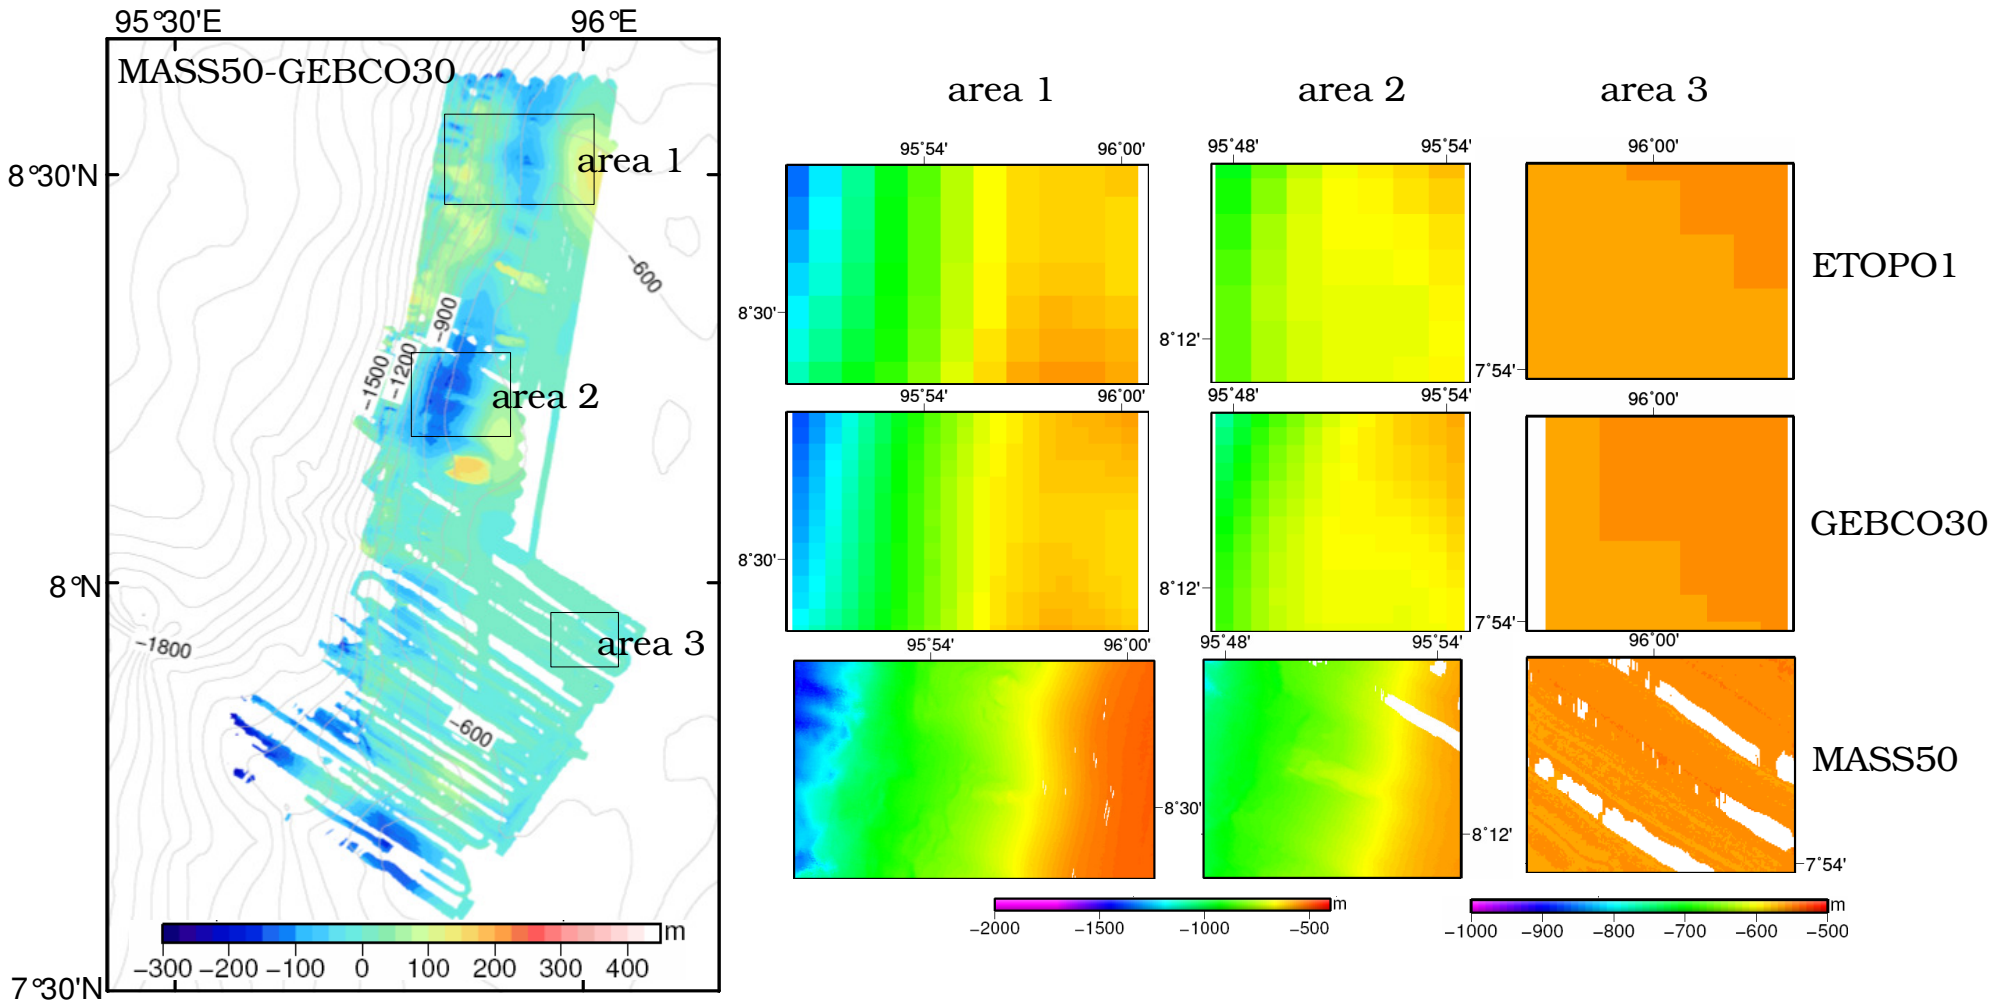 95°30'E 96°E
MASS50-GEBCO30
8°30'N
8°N
7°30'N
area 1
area 2
area 3
−600
−900
−1200
−1500
−1800
−600
m
−300 −200 −100 0 100 200 300 400
area 1 area 2 area 3
95°54' 96°00' 95°48' 95°54' 96°00'
8°30' 8°12' 7°54' ETOPO1
95°54' 96°00' 95°48' 95°54' 96°00'
8°30' 8°12' 7°54' GEBCO30
95°54' 96°00' 95°48' 95°54' 96°00'
8°30' 8°12' 7°54' MASS50
m m
−2000 −1500 −1000 −500 −1000 −900 −800 −700 −600 −500